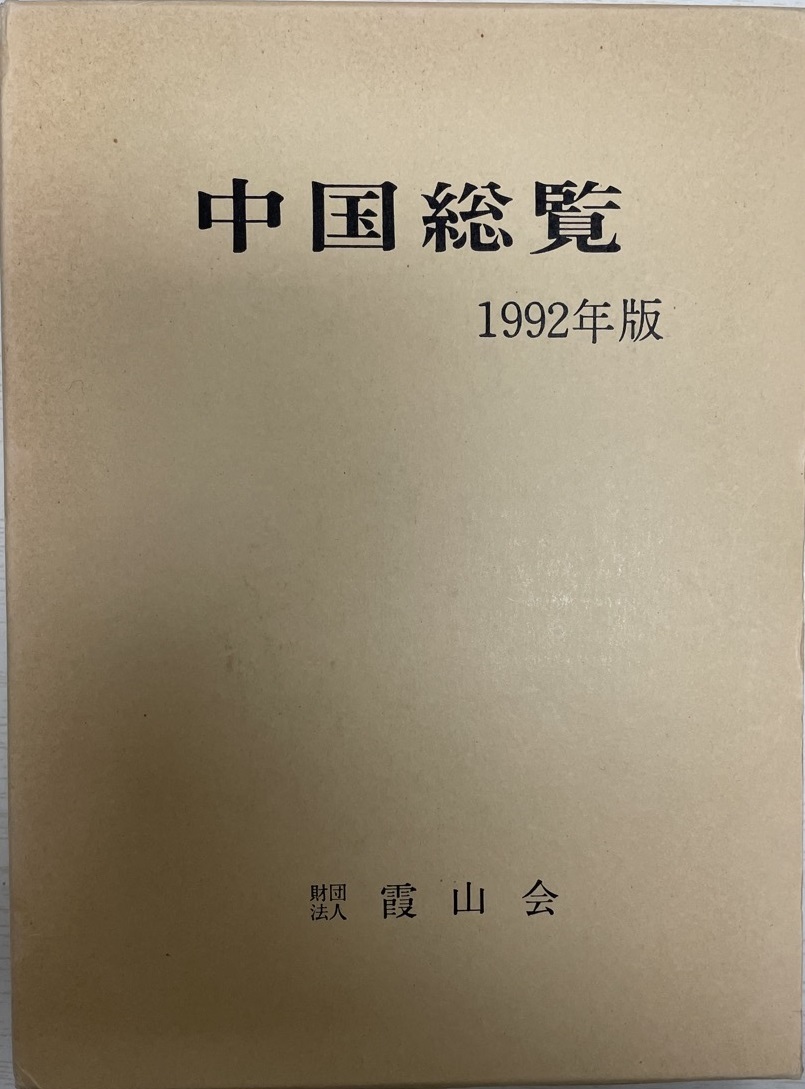 中国総覧
1992年版
財団法人 霞山会